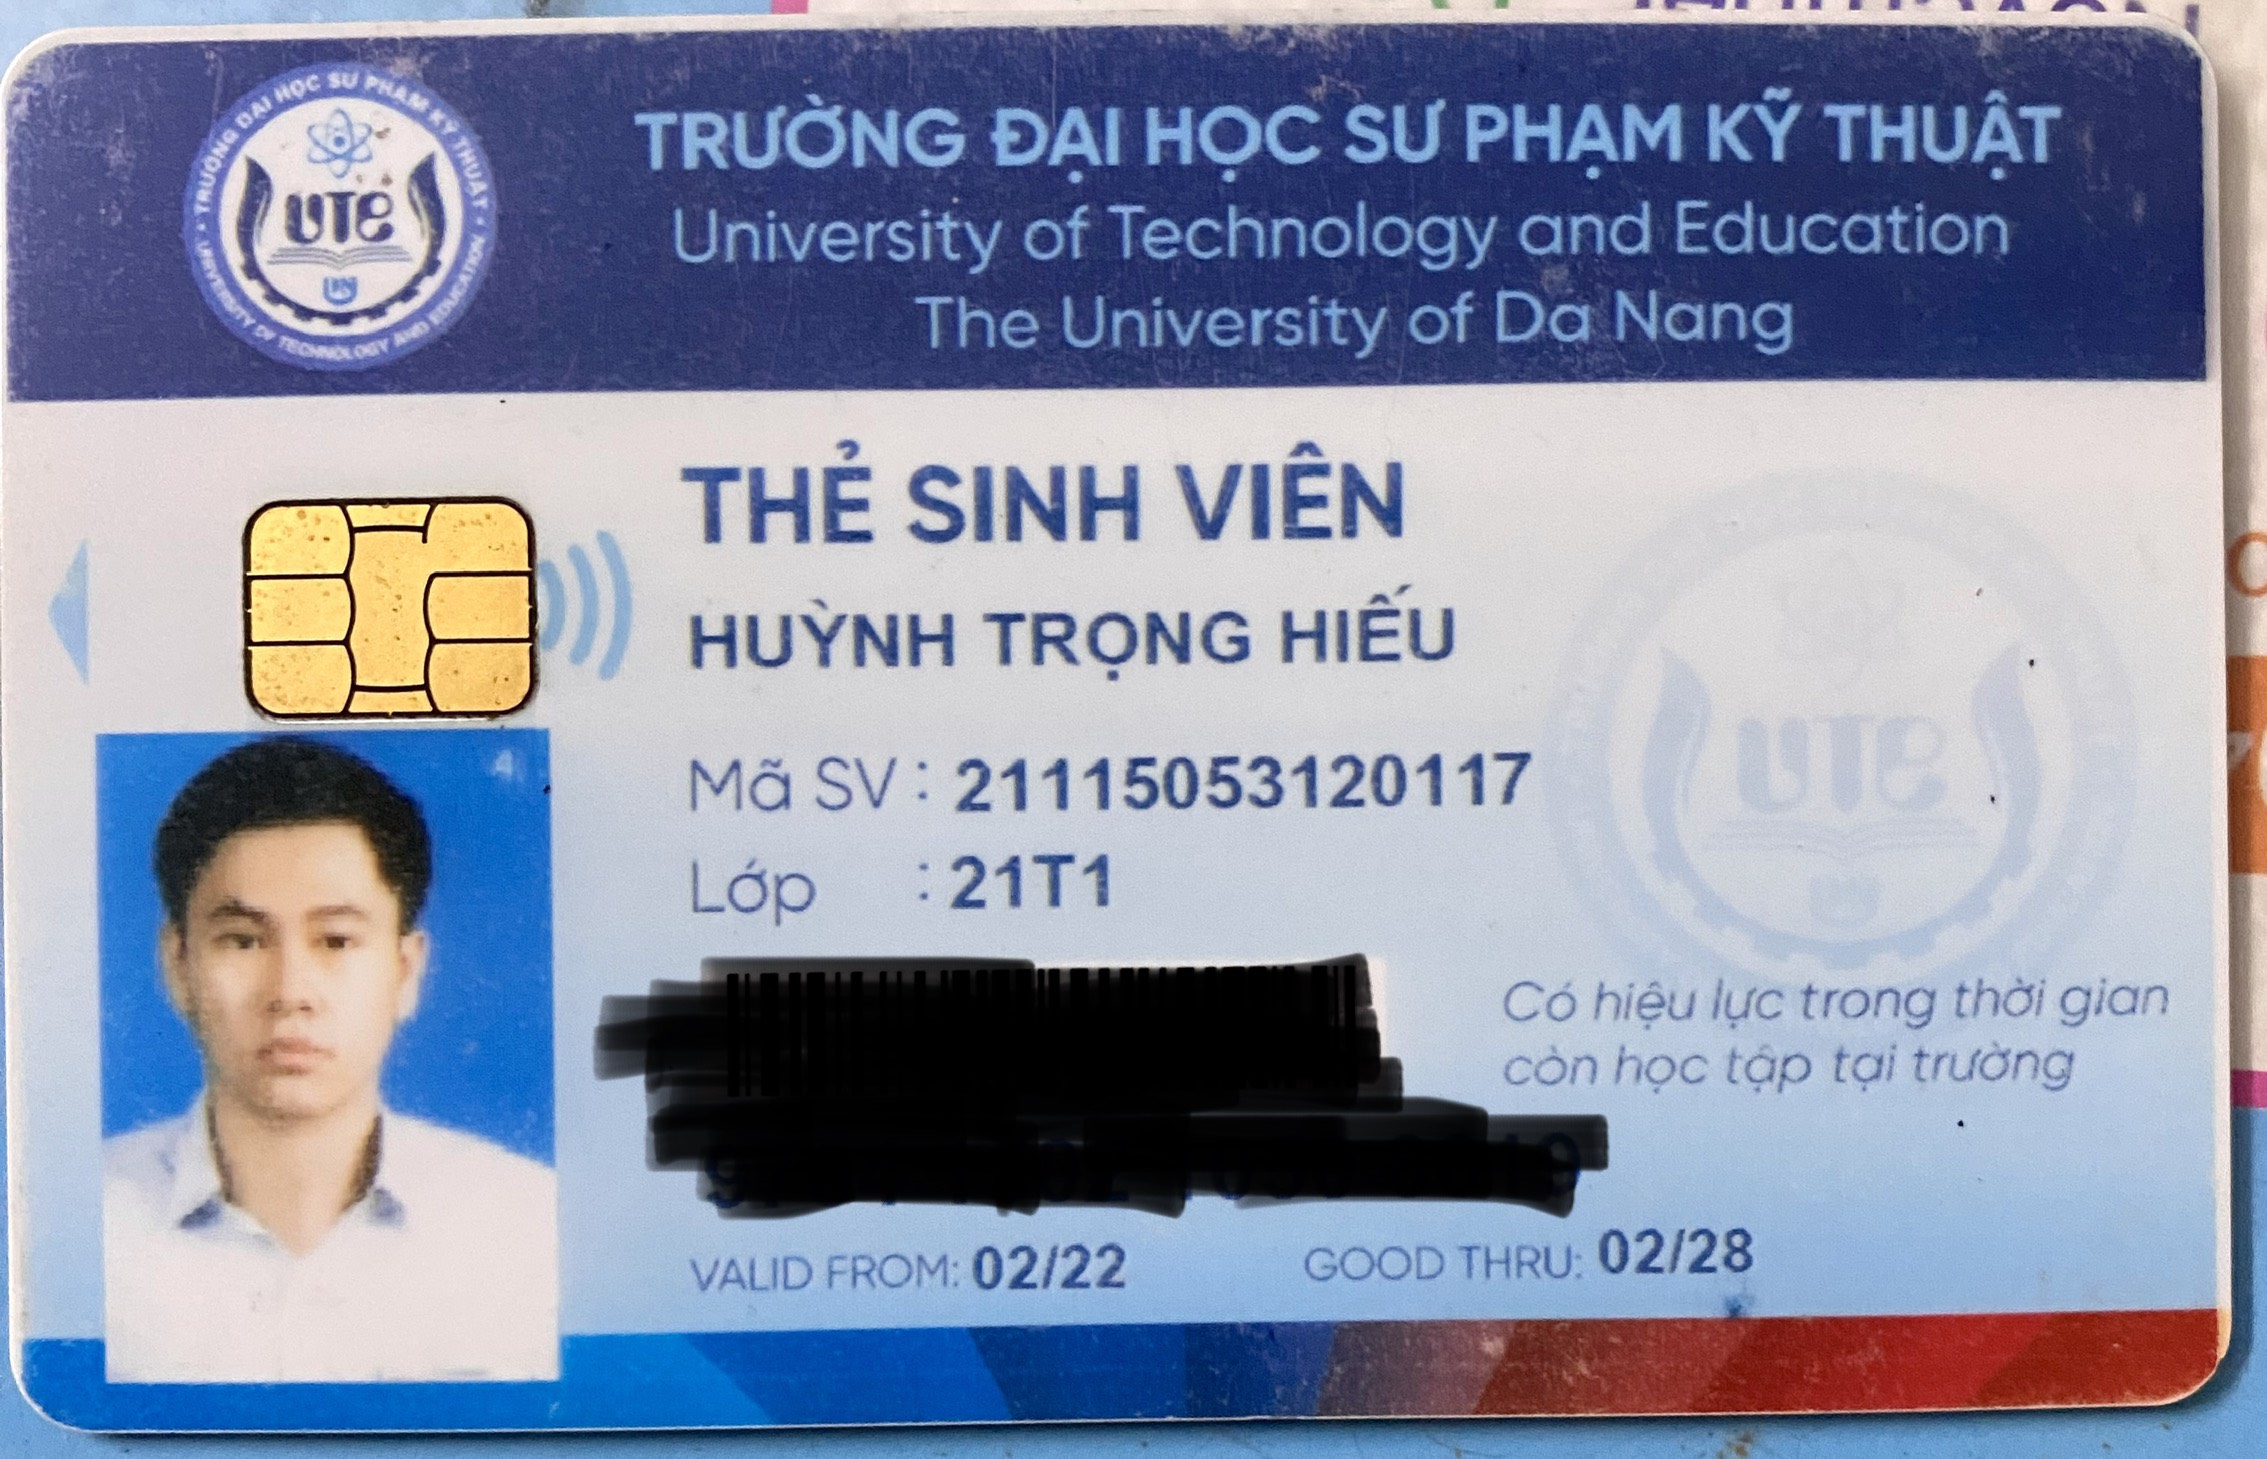 TRƯỜNG ĐẠI HỌC SƯ PHẠM KỸ THUẬT
University of Technology and Education
The University of Da Nang
TRƯỜNG ĐẠI HỌC SƯ PHẠM KỸ THUẬT
UTE
UNIVERSITY OF TECHNOLOGY AND EDUCATION
THẺ SINH VIÊN
HUỲNH TRỌNG HIẾU
Mã SV : 21115053120117
Lớp : 21T1
UTE
Có hiệu lực trong thời gian
còn học tập tại trường
VALID FROM: 02/22 GOOD THRU: 02/28